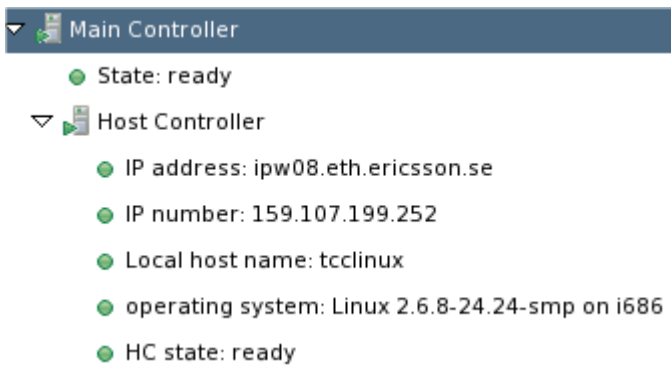 Main Controller
State: ready
Host Controller
IP address: ipw08.eth.ericsson.se
IP number: 159.107.199.252
Local host name: tcclinux
operating system: Linux 2.6.8-24.24-smp on i686
HC state: ready